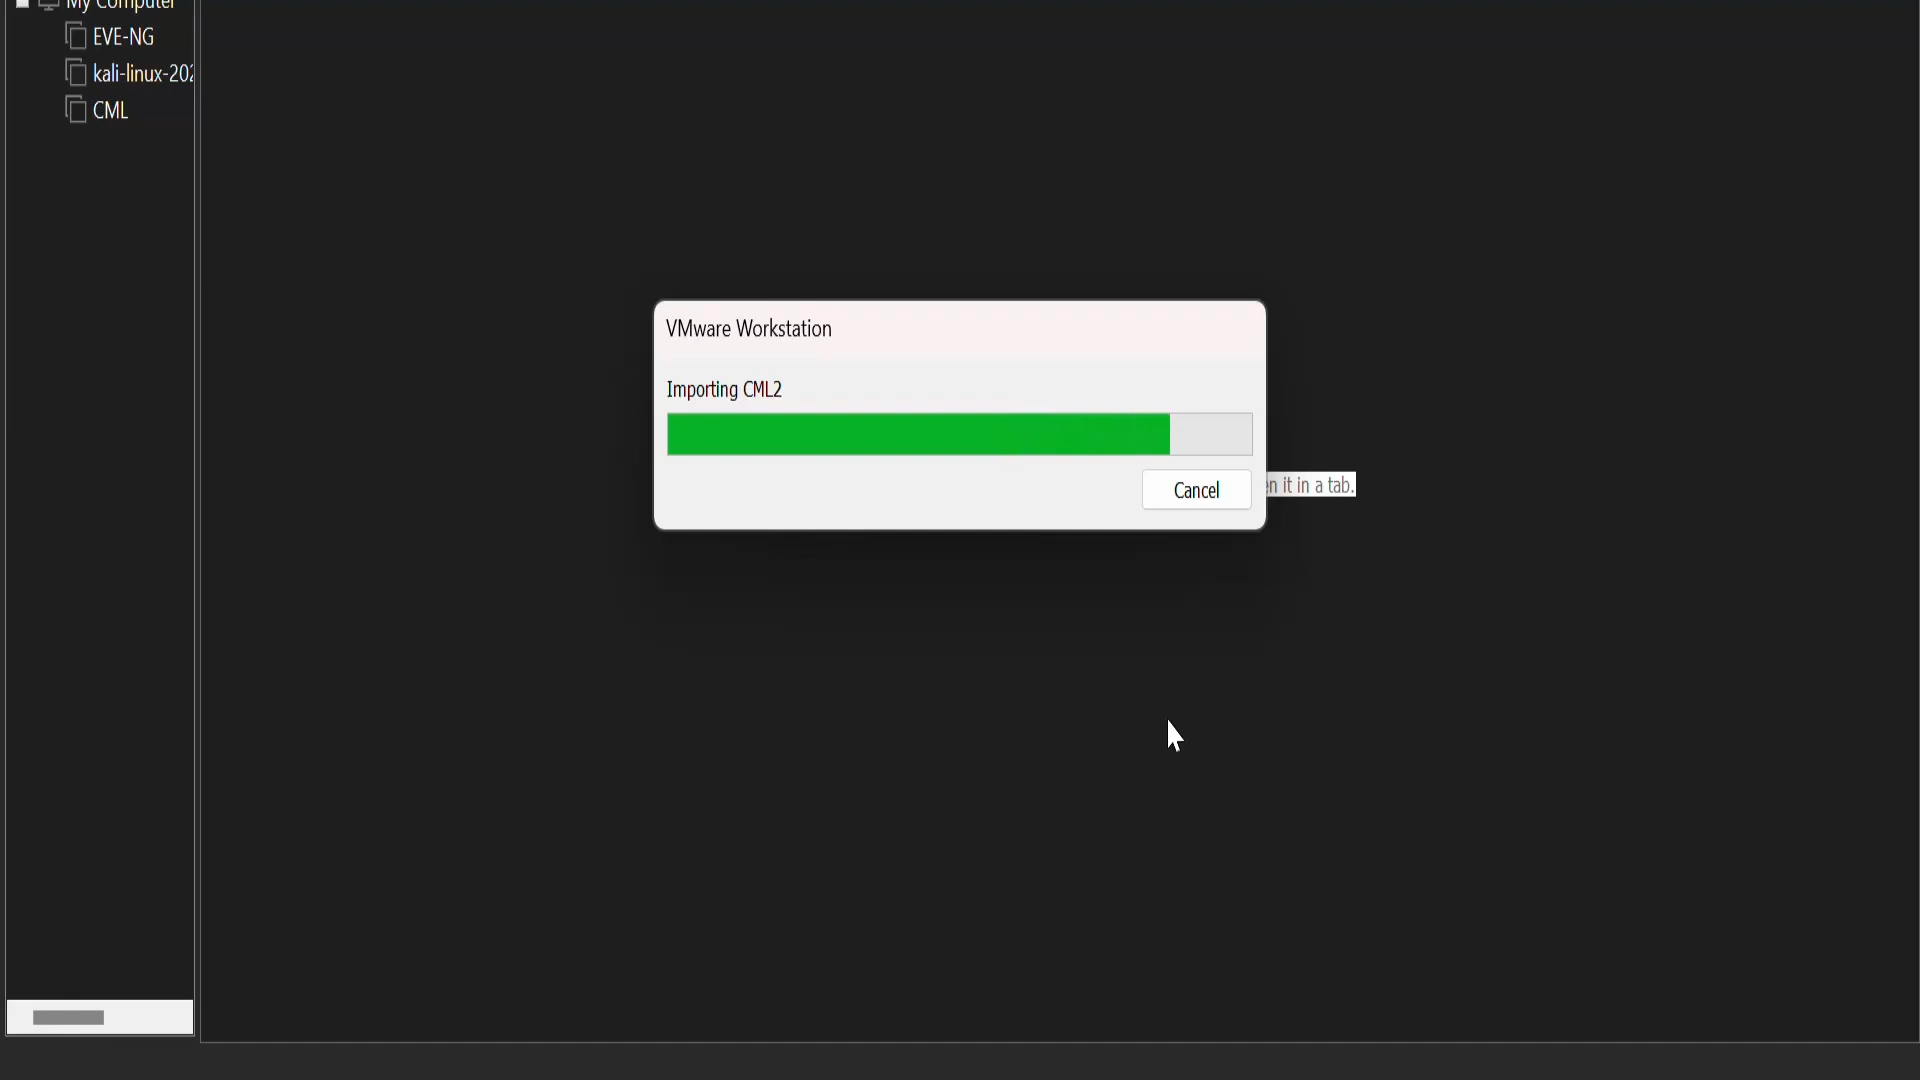 My Computer
EVE-NG
kali-linux-202
CML
VMware Workstation
Importing CML2
Cancel
it in a tab.